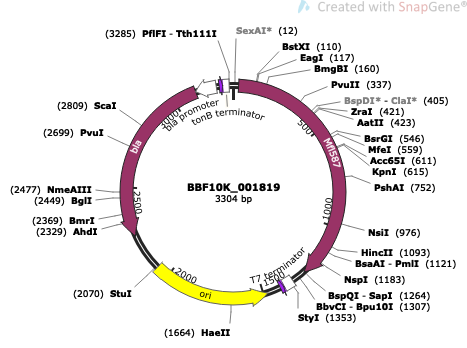 Created with SnapGene®
(3285) PflFI - Tth111I
SexAI* (12)
BstXI (110)
EagI (117)
BmgBI (160)
PvuII (337)
BspDI* - ClaI* (405)
ZraI (421)
AatII (423)
BsrGI (546)
MfeI (559)
Acc65I (611)
KpnI (615)
PshAI (752)
NsiI (976)
HincII (1093)
BsaAI - PmlI (1121)
NspI (1183)
BspQI - SapI (1264)
BbvCI - Bpu10I (1307)
StyI (1353)
(1664) HaeII
(2070) StuI
(2329) AhdI
(2369) BmrI
(2449) BglI
(2477) NmeAIII
(2699) PvuI
(2809) ScaI
bla promoter
tonB terminator
Mfl587
T7 terminator
ori
bla
500
1000
1500
2000
2500
3000
BBF10K_001819
3304 bp